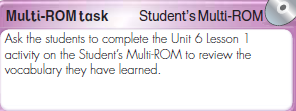 Multi-ROM task Student's Multi-ROM
Ask the students to complete the Unit 6 Lesson 1
activity on the Student's Multi-ROM to review the
vocabulary they have learned.